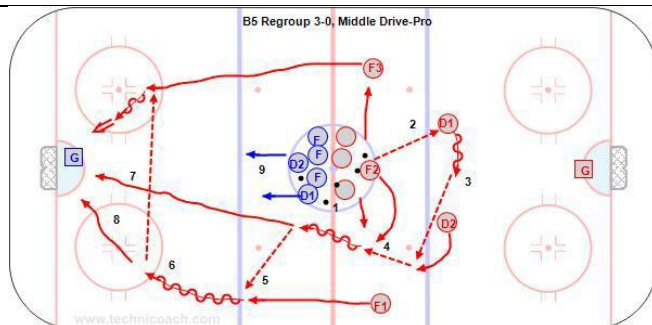 B5 Regroup 3-0, Middle Drive-Pro
F3
D1
2
F
D2
F
F
9
F2
G
7
G
3
D1
1
D2
8
4
6
5
F1
www.technicoach.com